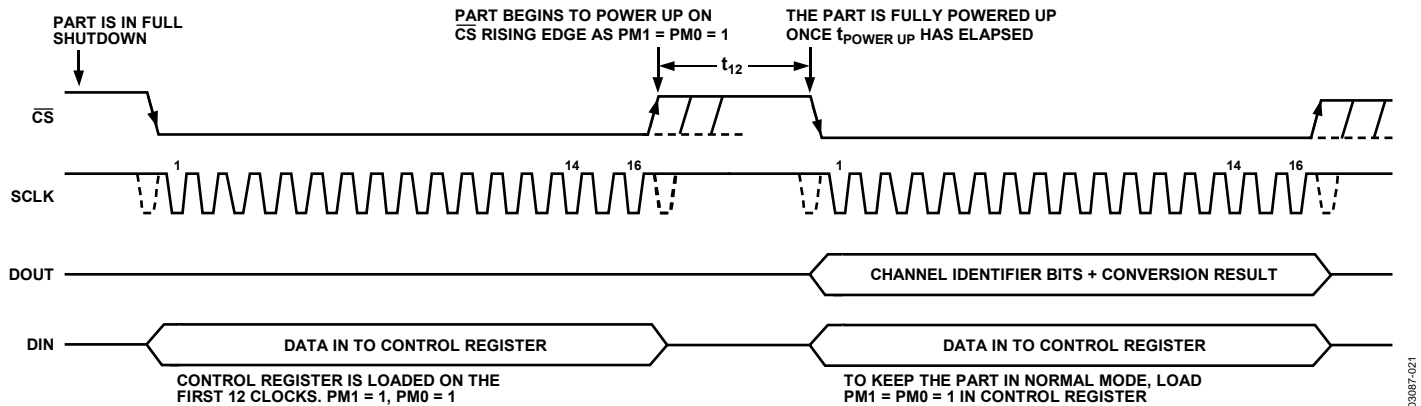 PART IS IN FULL
SHUTDOWN
PART BEGINS TO POWER UP ON
CS RISING EDGE AS PM1 = PM0 = 1
THE PART IS FULLY POWERED UP
ONCE tPOWER UP HAS ELAPSED
t12
CS
SCLK
1
14
16
1
14
16
DOUT
CHANNEL IDENTIFIER BITS + CONVERSION RESULT
DIN
DATA IN TO CONTROL REGISTER
DATA IN TO CONTROL REGISTER
CONTROL REGISTER IS LOADED ON THE
FIRST 12 CLOCKS. PM1 = 1, PM0 = 1
TO KEEP THE PART IN NORMAL MODE, LOAD
PM1 = PM0 = 1 IN CONTROL REGISTER
03087-021